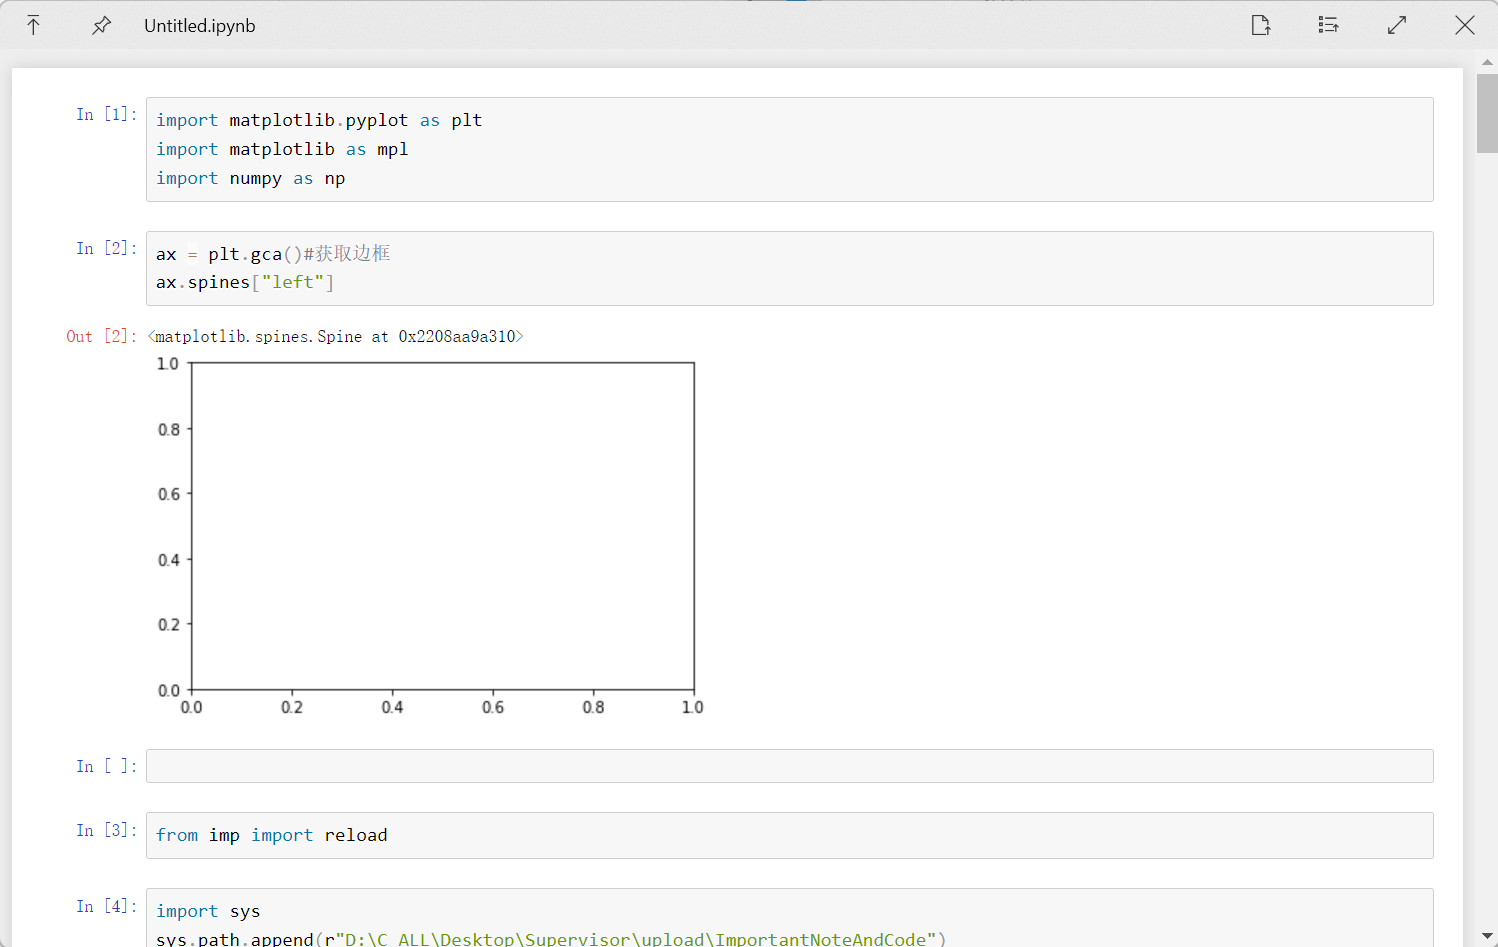 Untitled.ipynb
In [1]:
import matplotlib.pyplot as plt
import matplotlib as mpl
import numpy as np
In [2]:
ax = plt.gca()#获取边框
ax.spines["left"]
Out [2]: <matplotlib.spines.Spine at 0x2208aa9a310>
1.0
0.8
0.6
0.4
0.2
0.0
0.0 0.2 0.4 0.6 0.8 1.0
In [ ]:
In [3]:
from imp import reload
In [4]:
import sys
sys.path.append(r"D:\C ALL\Desktop\Supervisor\upload\ImportantNoteAndCode")